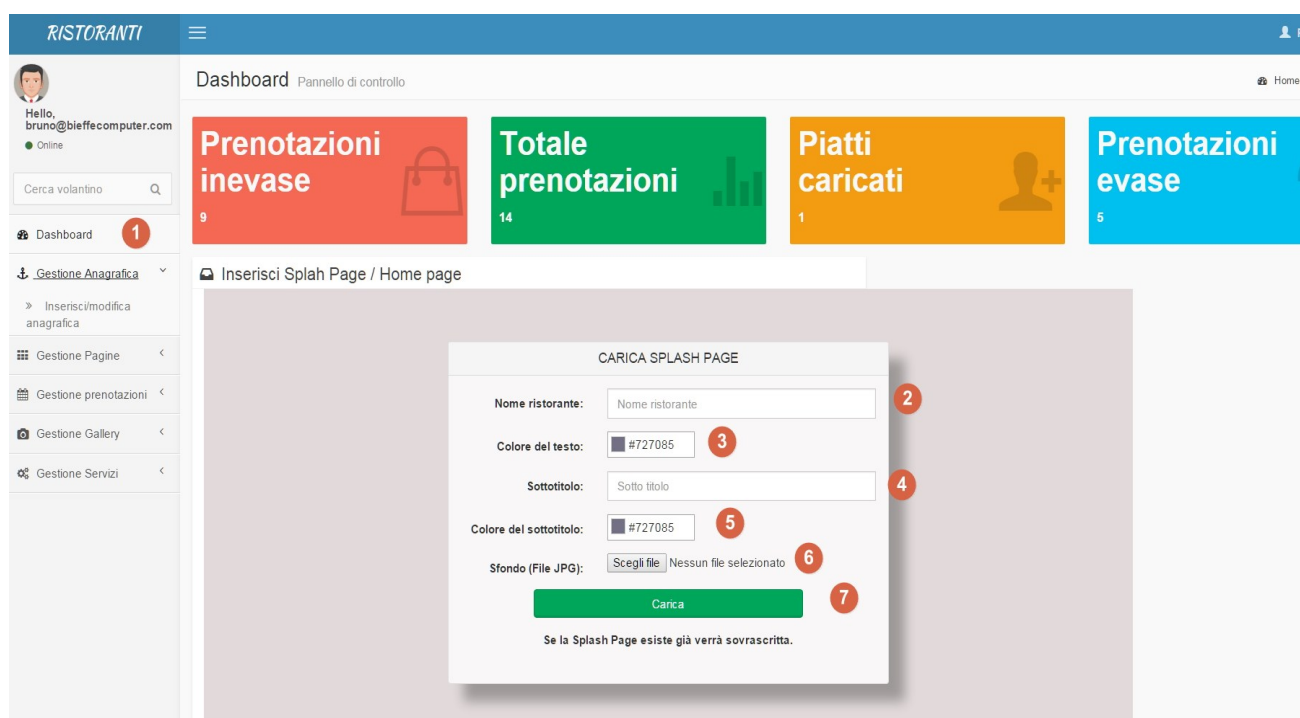 RISTORANTI
Dashboard Pannello di controllo
Home
Hello,
bruno@bieffecomputer.com
Online
Cerca volantino
Dashboard 1
Gestione Anagrafica
Inserisci/modifica
anagrafica
Gestione Pagine
Gestione prenotazioni
Gestione Gallery
Gestione Servizi
Prenotazioni
inevase
9
Totale
prenotazioni
14
Piatti
caricati
1
Prenotazioni
evase
5
Inserisci Splah Page / Home page
CARICA SPLASH PAGE
Nome ristorante: Nome ristorante 2
Colore del testo: #727085 3
Sottotitolo: Sotto titolo 4
Colore del sottotitolo: #727085 5
Sfondo (File JPG): Scegli file Nessun file selezionato 6
Carica 7
Se la Splash Page esiste già verrà sovrascritta.